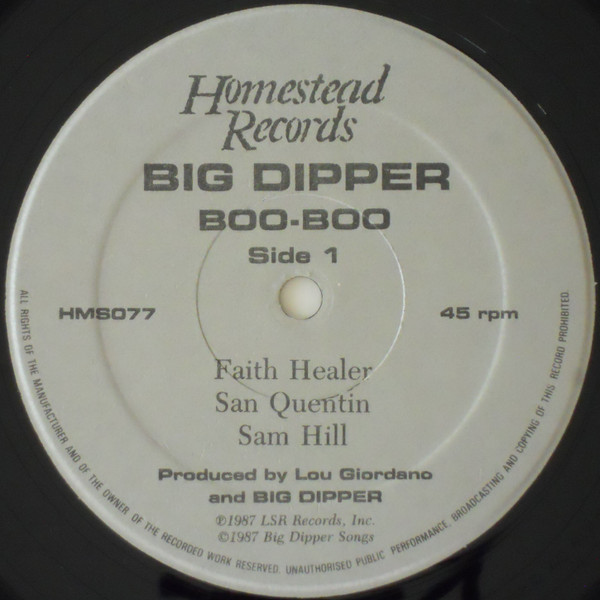 Homestead
Records
BIG DIPPER
BOO-BOO
Side 1
HMS077
45 rpm
Faith Healer
San Quentin
Sam Hill
Produced by Lou Giordano
and BIG DIPPER
℗1987 LSR Records, Inc.
©1987 Big Dipper Songs
ALL RIGHTS OF THE MANUFACTURER AND OF THE OWNER OF THE RECORDED WORK RESERVED. UNAUTHORISED PUBLIC PERFORMANCE, BROADCASTING AND COPYING OF THIS RECORD PROHIBITED.